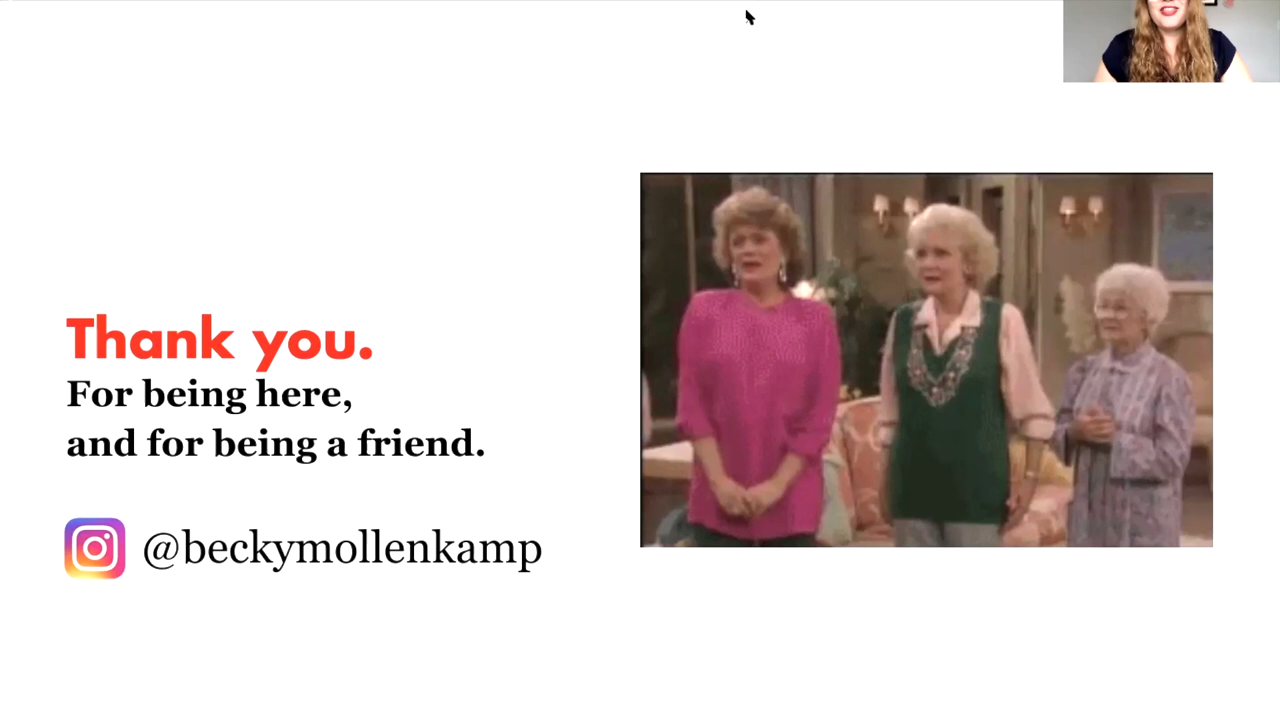 Thank you.
For being here,
and for being a friend.
@beckymollenkamp